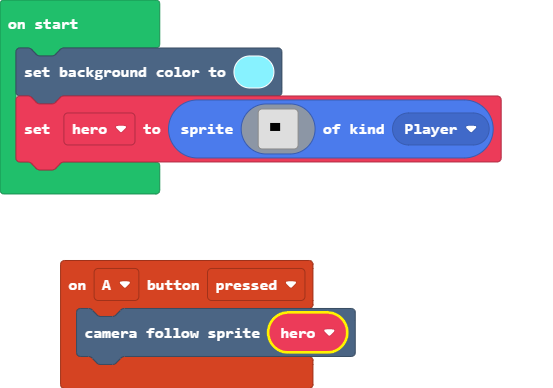 on start
set background color to
set hero to sprite of kind Player
on A button pressed
camera follow sprite hero